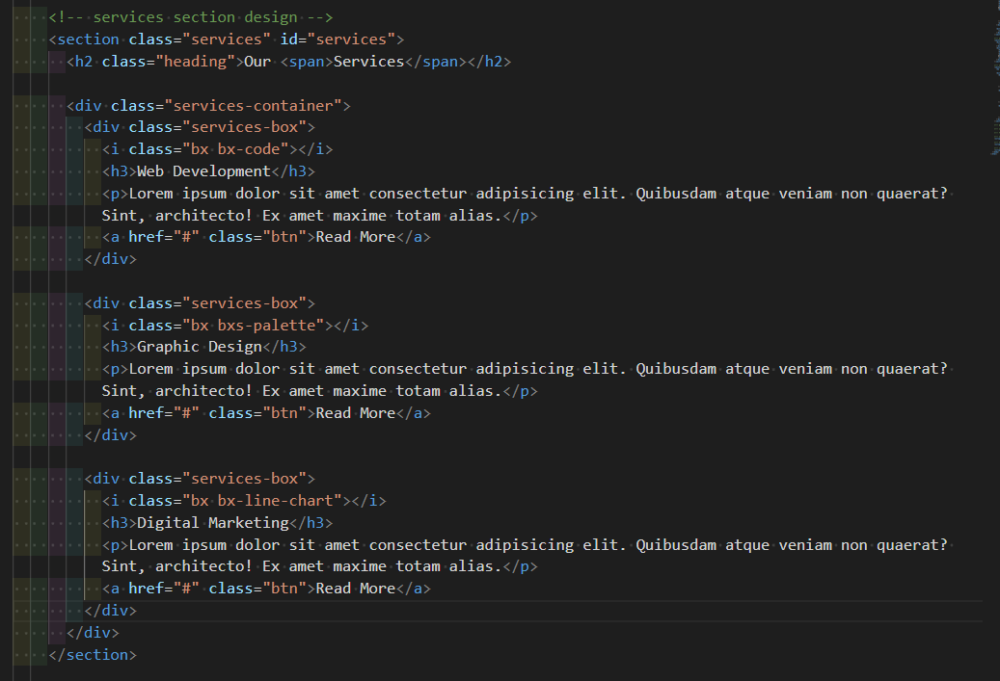 <!-- services section design -->
<section class="services" id="services">
<h2 class="heading">Our <span>Services</span></h2>
<div class="services-container">
<div class="services-box">
<i class="bx bx-code"></i>
<h3>Web Development</h3>
<p>Lorem ipsum dolor sit amet consectetur adipisicing elit. Quibusdam atque veniam non quaerat?
Sint, architecto! Ex amet maxime totam alias.</p>
<a href="#" class="btn">Read More</a>
</div>
<div class="services-box">
<i class="bx bxs-palette"></i>
<h3>Graphic Design</h3>
<p>Lorem ipsum dolor sit amet consectetur adipisicing elit. Quibusdam atque veniam non quaerat?
Sint, architecto! Ex amet maxime totam alias.</p>
<a href="#" class="btn">Read More</a>
</div>
<div class="services-box">
<i class="bx bx-line-chart"></i>
<h3>Digital Marketing</h3>
<p>Lorem ipsum dolor sit amet consectetur adipisicing elit. Quibusdam atque veniam non quaerat?
Sint, architecto! Ex amet maxime totam alias.</p>
<a href="#" class="btn">Read More</a>
</div>
</div>
</section>